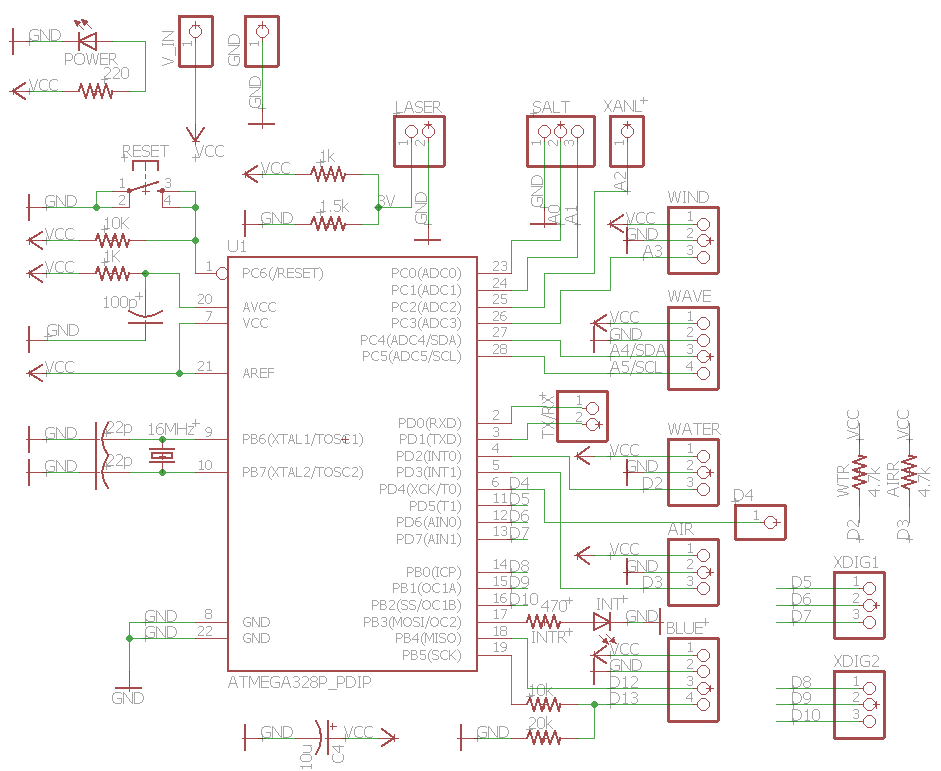 GND
POWER
220
VCC
V_IN
1
VCC
GND
1
GND
LASER
1
2
GND
SALT
1
2
3
GND
A0
A1
XANL
1
A2
RESET
1
3
2
4
GND
VCC
10K
VCC
1K
100p
GND
VCC
VCC
1k
3V
GND
1.5k
WIND
VCC
1
GND
2
A3
3
WAVE
VCC
1
GND
2
A4/SDA
3
A5/SCL
4
U1
1
PC6(/RESET)
20
AVCC
7
VCC
21
AREF
9
PB6(XTAL1/TOSC1)
10
PB7(XTAL2/TOSC2)
8
GND
22
GND
PC0(ADC0)
23
PC1(ADC1)
24
PC2(ADC2)
25
PC3(ADC3)
26
PC4(ADC4/SDA)
27
PC5(ADC5/SCL)
28
PD0(RXD)
2
PD1(TXD)
3
PD2(INT0)
4
PD3(INT1)
5
PD4(XCK/T0)
6
D4
PD5(T1)
11
D5
PD6(AIN0)
12
D6
PD7(AIN1)
13
D7
PB0(ICP)
14
D8
PB1(OC1A)
15
D9
PB2(SS/OC1B)
16
D10
PB3(MOSI/OC2)
17
PB4(MISO)
18
PB5(SCK)
19
ATMEGA328P_PDIP
GND
22p
16MHz
GND
22p
GND
GND
GND
TX/RX
1
2
WATER
VCC
1
GND
2
D2
3
D4
1
AIR
VCC
1
GND
2
D3
3
470
INTR
INT
GND
BLUE
VCC
1
GND
2
D12
3
D13
4
10k
GND
20k
GND
10u
C4
VCC
VCC
WTR
4.7k
D2
VCC
AIRR
4.7k
D3
XDIG1
D5
1
D6
2
D7
3
XDIG2
D8
1
D9
2
D10
3